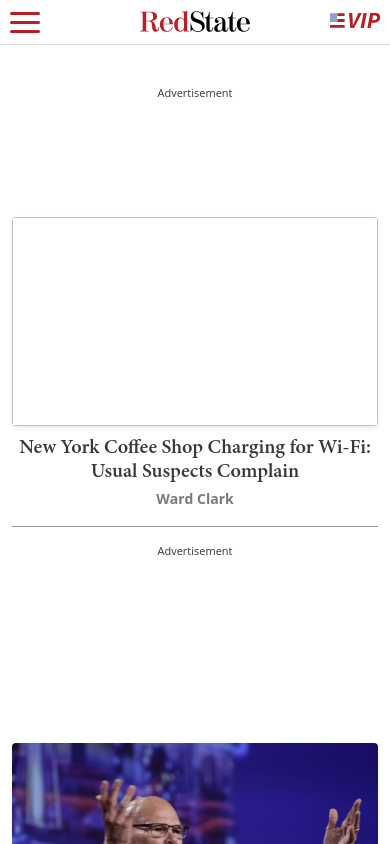 RedState
VIP
Advertisement
New York Coffee Shop Charging for Wi-Fi:
Usual Suspects Complain
Ward Clark
Advertisement